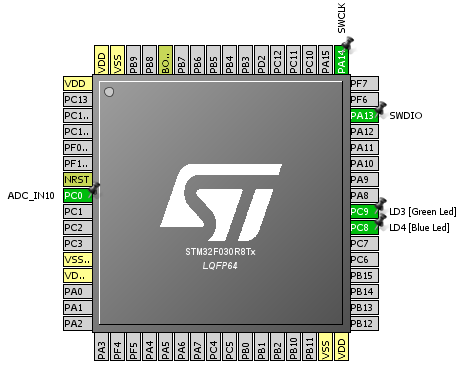 SWCLK
VDD
VSS
PB9
PB8
BO..
PB7
PB6
PB5
PB4
PB3
PD2
PC12
PC11
PC10
PA15
PA14
VDD
PC13
PC1..
PC1..
PF0..
PF1..
NRST
ADC_IN10 PC0
PC1
PC2
PC3
VSS..
VD..
PA0
PA1
PA2
ST
STM32F030R8Tx
LQFP64
PF7
PF6
PA13 SWDIO
PA12
PA11
PA10
PA9
PA8
PC9 LD3 [Green Led]
PC8 LD4 [Blue Led]
PC7
PC6
PB15
PB14
PB13
PB12
PA3
PF4
PF5
PA4
PA5
PA6
PA7
PC4
PC5
PB0
PB1
PB2
PB10
PB11
VSS
VDD